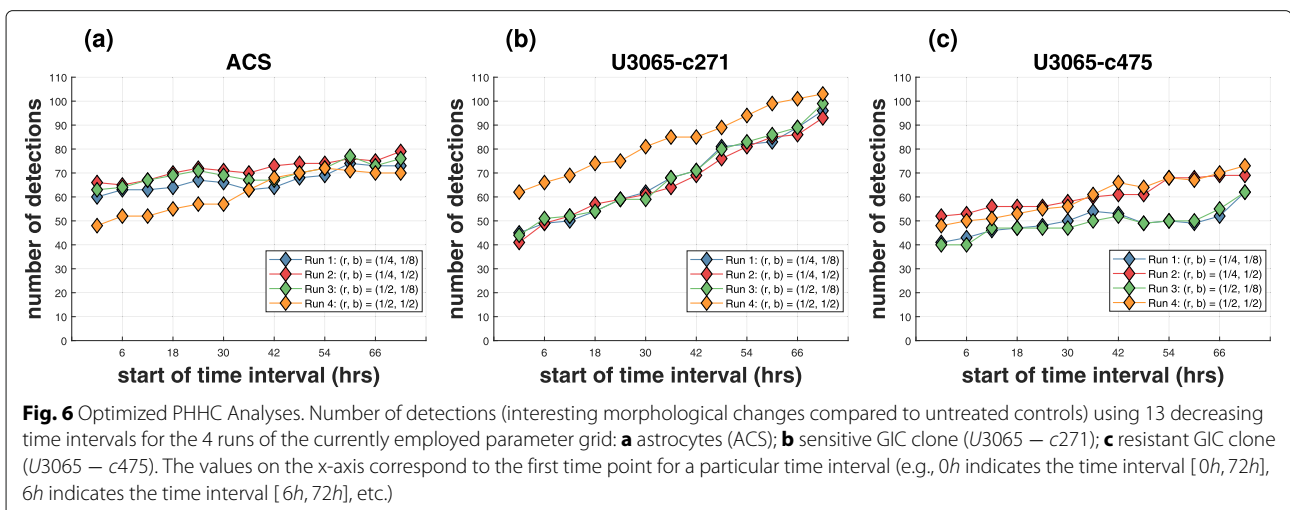 (a)
ACS
number of detections
110
100
90
80
70
60
50
40
30
20
10
0
6
18
30
42
54
66
start of time interval (hrs)
Run 1: (r, b) = (1/4, 1/8)
Run 2: (r, b) = (1/4, 1/2)
Run 3: (r, b) = (1/2, 1/8)
Run 4: (r, b) = (1/2, 1/2)
(b)
U3065-c271
number of detections
110
100
90
80
70
60
50
40
30
20
10
0
6
18
30
42
54
66
start of time interval (hrs)
Run 1: (r, b) = (1/4, 1/8)
Run 2: (r, b) = (1/4, 1/2)
Run 3: (r, b) = (1/2, 1/8)
Run 4: (r, b) = (1/2, 1/2)
(c)
U3065-c475
number of detections
110
100
90
80
70
60
50
40
30
20
10
0
6
18
30
42
54
66
start of time interval (hrs)
Run 1: (r, b) = (1/4, 1/8)
Run 2: (r, b) = (1/4, 1/2)
Run 3: (r, b) = (1/2, 1/8)
Run 4: (r, b) = (1/2, 1/2)
Fig. 6 Optimized PHHC Analyses. Number of detections (interesting morphological changes compared to untreated controls) using 13 decreasing
time intervals for the 4 runs of the currently employed parameter grid: a astrocytes (ACS); b sensitive GIC clone (U3065 − c271); c resistant GIC clone
(U3065 − c475). The values on the x-axis correspond to the first time point for a particular time interval (e.g., 0h indicates the time interval [ 0h, 72h],
6h indicates the time interval [ 6h, 72h], etc.)